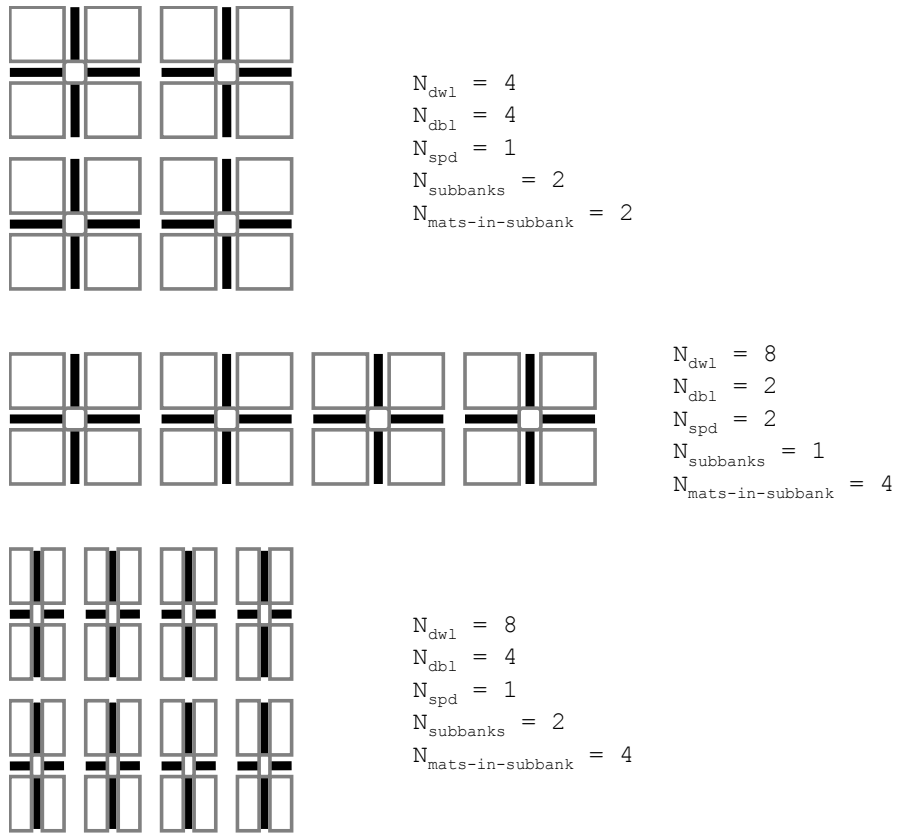 N_dwl = 4
N_dbl = 4
N_spd = 1
N_subbanks = 2
N_mats-in-subbank = 2
N_dwl = 8
N_dbl = 2
N_spd = 2
N_subbanks = 1
N_mats-in-subbank = 4
N_dwl = 8
N_dbl = 4
N_spd = 1
N_subbanks = 2
N_mats-in-subbank = 4